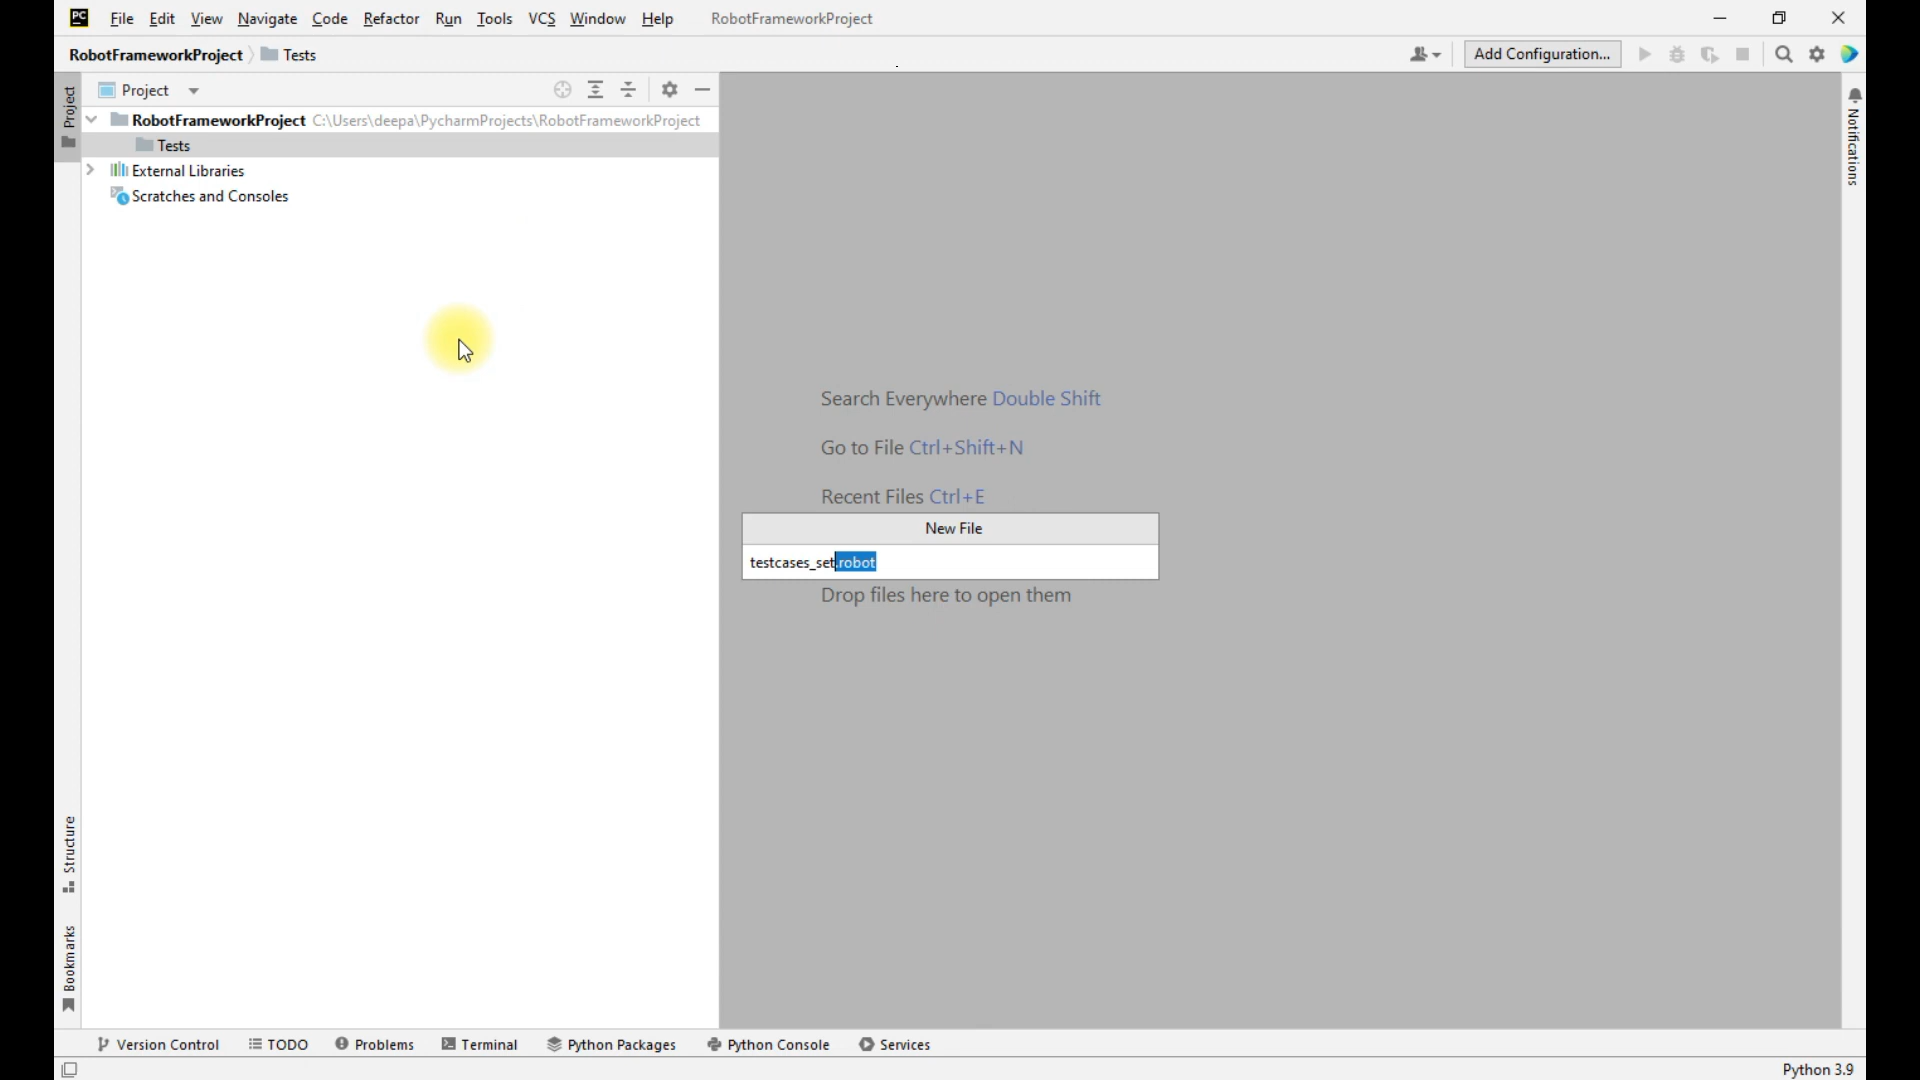 PC File Edit View Navigate Code Refactor Run Tools VCS Window Help RobotFrameworkProject
RobotFrameworkProject Tests Add Configuration...
Project
Project
RobotFrameworkProject C:\Users\deepa\PycharmProjects\RobotFrameworkProject
Tests
External Libraries
Scratches and Consoles
Notifications
Search Everywhere Double Shift
Go to File Ctrl+Shift+N
Recent Files Ctrl+E
New File
testcases_set.robot
Drop files here to open them
Structure
Bookmarks
Version Control TODO Problems Terminal Python Packages Python Console Services
Python 3.9